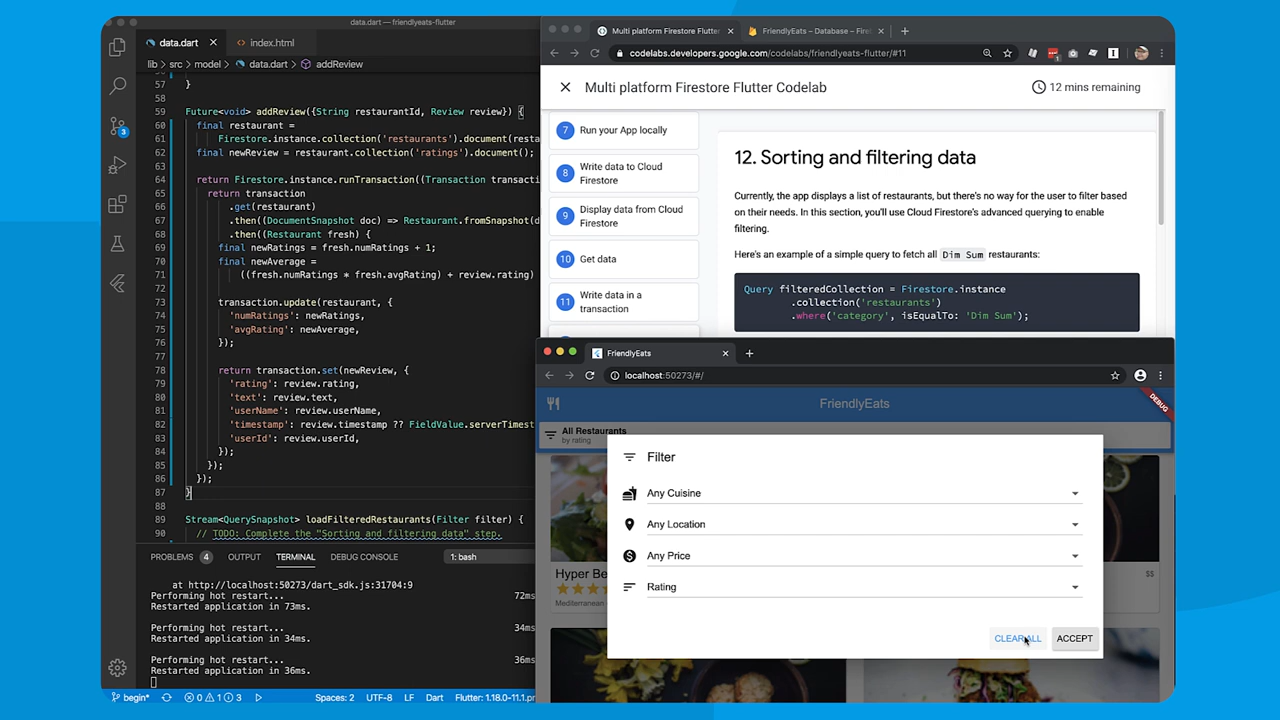 data.dart — friendlyeats-flutter
data.dart
index.html
lib > src > model > data.dart > addReview
57 }
58
59 Future<void> addReview({String restaurantId, Review review}) {
60 final restaurant =
61 Firestore.instance.collection('restaurants').document(resta
62 final newReview = restaurant.collection('ratings').document();
63
64 return Firestore.instance.runTransaction((Transaction transacti
65 return transaction
66 .get(restaurant)
67 .then((DocumentSnapshot doc) => Restaurant.fromSnapshot(d
68 .then((Restaurant fresh) {
69 final newRatings = fresh.numRatings + 1;
70 final newAverage =
71 ((fresh.numRatings * fresh.avgRating) + review.rating)
72
73 transaction.update(restaurant, {
74 'numRatings': newRatings,
75 'avgRating': newAverage,
76 });
77
78 return transaction.set(newReview, {
79 'rating': review.rating,
80 'text': review.text,
81 'userName': review.userName,
82 'timestamp': review.timestamp ?? FieldValue.serverTimest
83 'userId': review.userId,
84 });
85 });
86 });
87 }
88
89 Stream<QuerySnapshot> loadFilteredRestaurants(Filter filter) {
90 // TODO: Complete the "Sorting and filtering data" step.
3
PROBLEMS 4 OUTPUT TERMINAL DEBUG CONSOLE 1: bash
at http://localhost:50273/dart_sdk.js:31704:9
Performing hot restart... 72ms
Restarted application in 73ms.
Performing hot restart... 34ms
Restarted application in 34ms.
Performing hot restart... 36ms
Restarted application in 36ms.
begin* 0 1 3 Spaces: 2 UTF-8 LF Dart Flutter: 1.18.0-11.1.pr
Multi platform Firestore Flutter
FriendlyEats – Database – Fire
codelabs.developers.google.com/codelabs/friendlyeats-flutter/#11
Multi platform Firestore Flutter Codelab
12 mins remaining
7 Run your App locally
8 Write data to Cloud
Firestore
9 Display data from Cloud
Firestore
10 Get data
11 Write data in a
transaction
12. Sorting and filtering data
Currently, the app displays a list of restaurants, but there's no way for the user to filter based
on their needs. In this section, you'll use Cloud Firestore's advanced querying to enable
filtering.
Here's an example of a simple query to fetch all Dim Sum restaurants:
Query filteredCollection = Firestore.instance
.collection('restaurants')
.where('category', isEqualTo: 'Dim Sum');
FriendlyEats
localhost:50273/#/
FriendlyEats
DEBUG
All Restaurants
by rating
Filter
Any Cuisine
Any Location
Any Price
Rating
CLEAR ALL
ACCEPT
Hyper Be
$$
Mediterranean